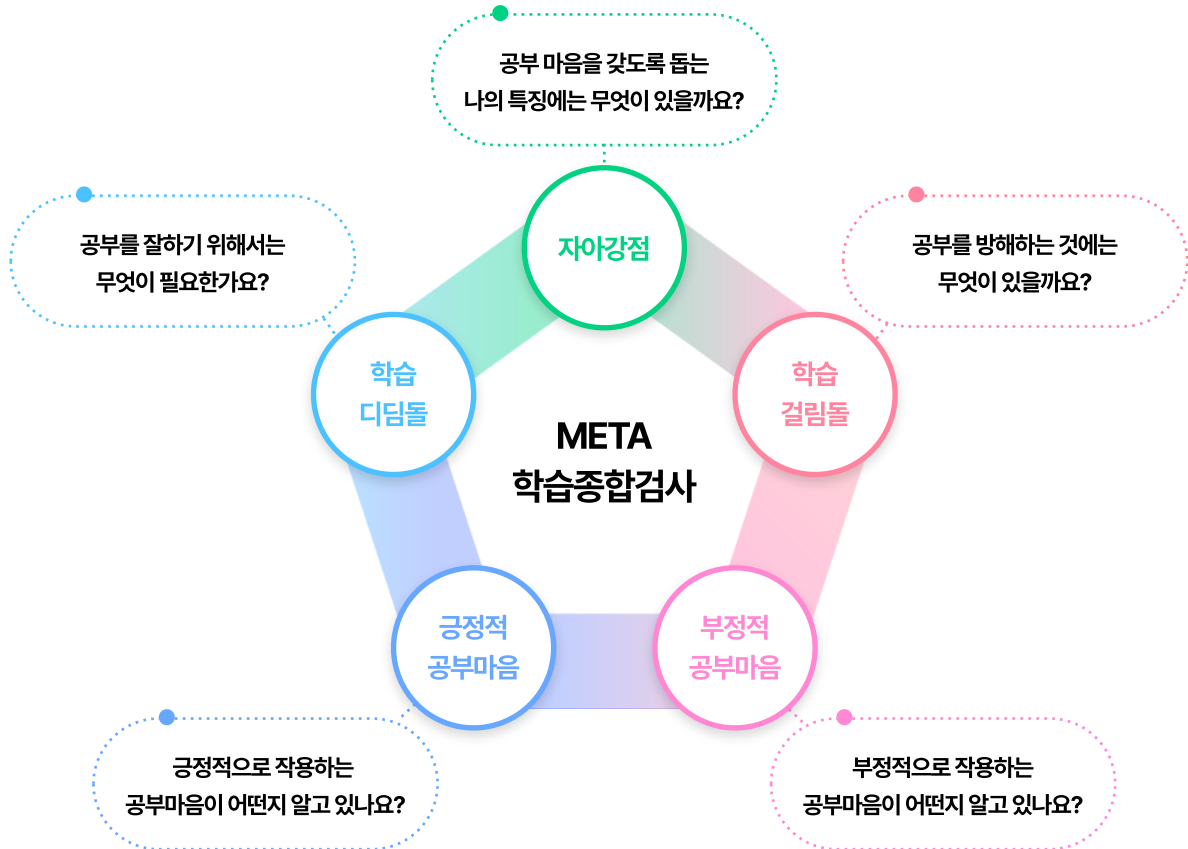 공부 마음을 갖도록 돕는
나의 특징에는 무엇이 있을까요?
자아강점
공부를 잘하기 위해서는
무엇이 필요한가요?
학습
디딤돌
공부를 방해하는 것에는
무엇이 있을까요?
학습
걸림돌
META
학습종합검사
긍정적
공부마음
긍정적으로 작용하는
공부마음이 어떤지 알고 있나요?
부정적
공부마음
부정적으로 작용하는
공부마음이 어떤지 알고 있나요?